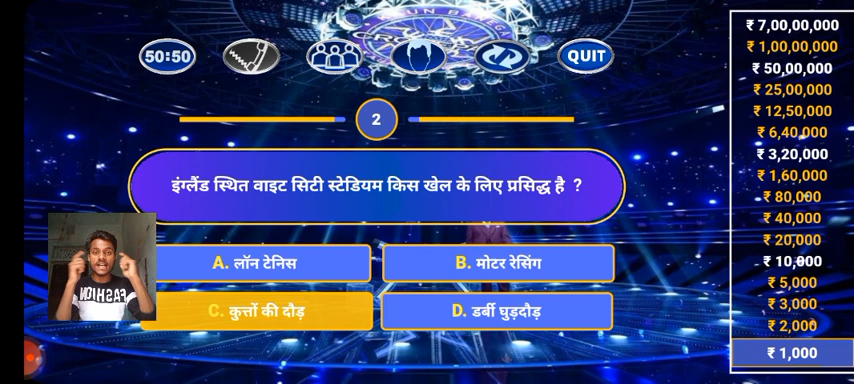 50:50
QUIT
2
इंग्लैंड स्थित वाइट सिटी स्टेडियम किस खेल के लिए प्रसिद्ध है ?
A. लॉन टेनिस
B. मोटर रेसिंग
C. कुत्तों की दौड़
D. डर्बी घुड़दौड़
₹ 7,00,00,000
₹ 1,00,00,000
₹ 50,00,000
₹ 25,00,000
₹ 12,50,000
₹ 6,40,000
₹ 3,20,000
₹ 1,60,000
₹ 80,000
₹ 40,000
₹ 20,000
₹ 10,000
₹ 5,000
₹ 3,000
₹ 2,000
₹ 1,000
FASHION